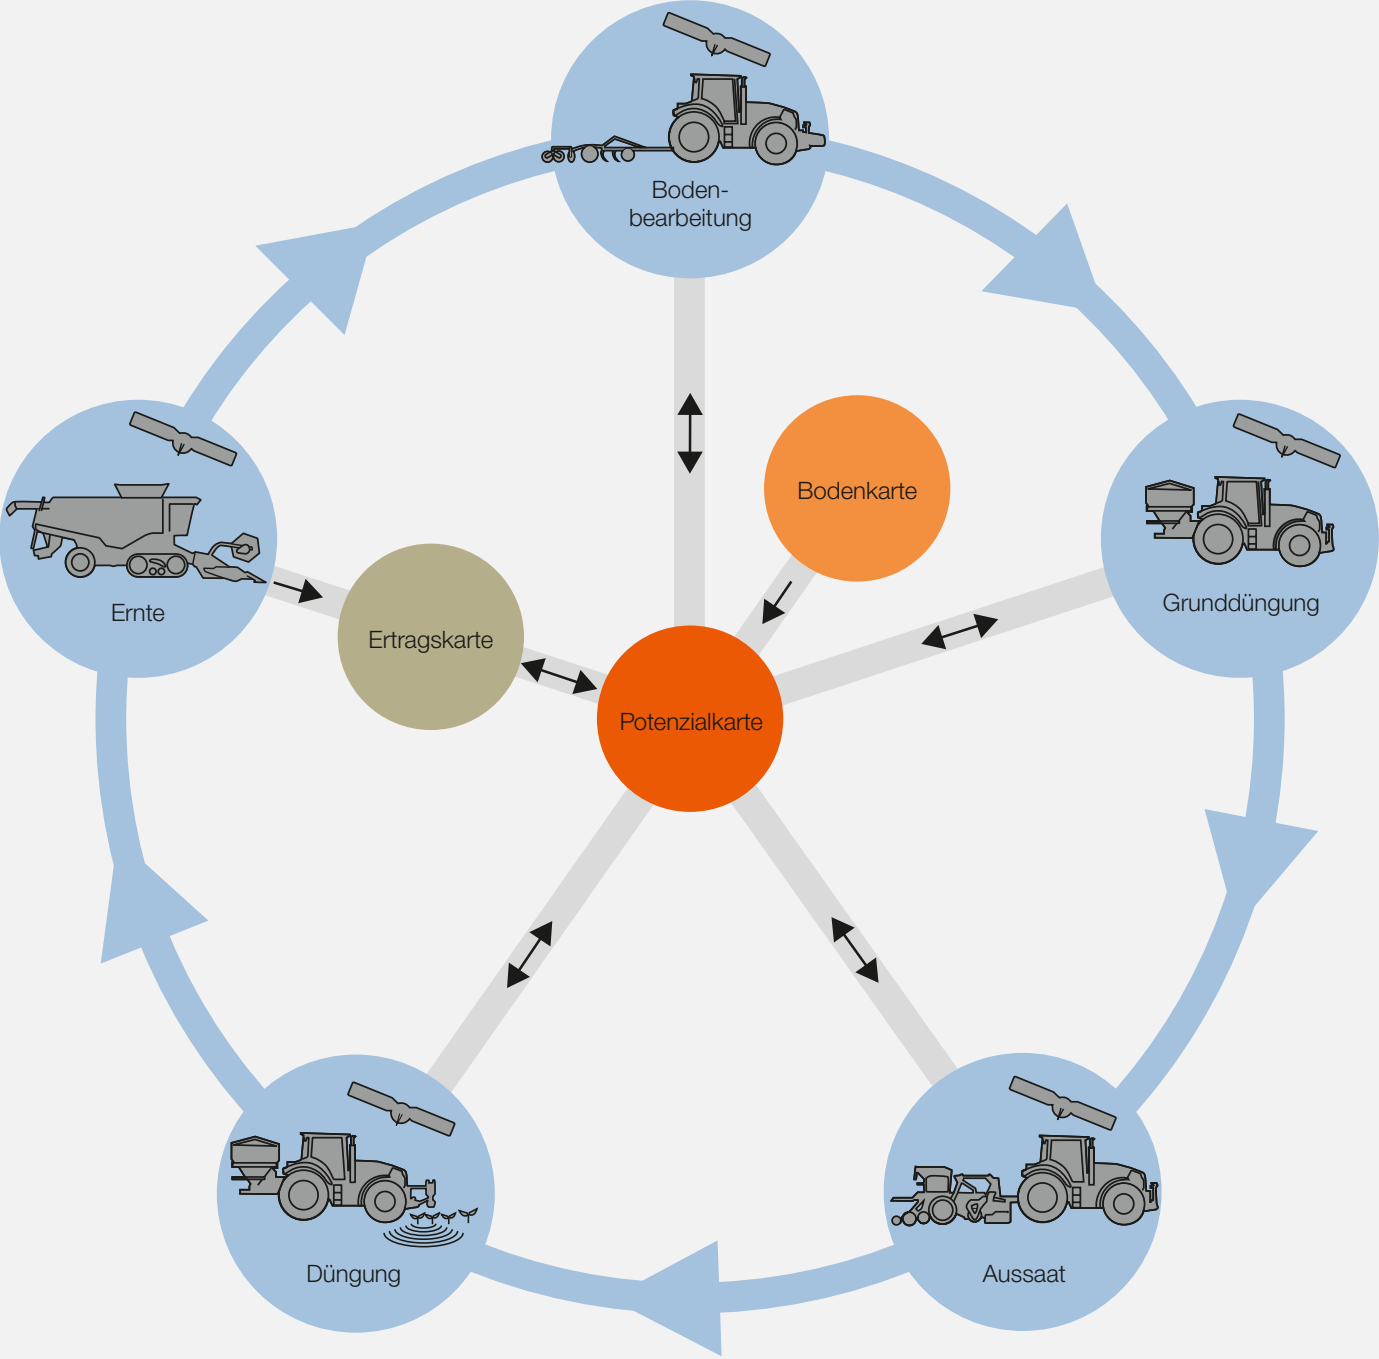 Boden-
bearbeitung
Bodenkarte
Grunddüngung
Ernte
Ertragskarte
Potenzialkarte
Düngung
Aussaat